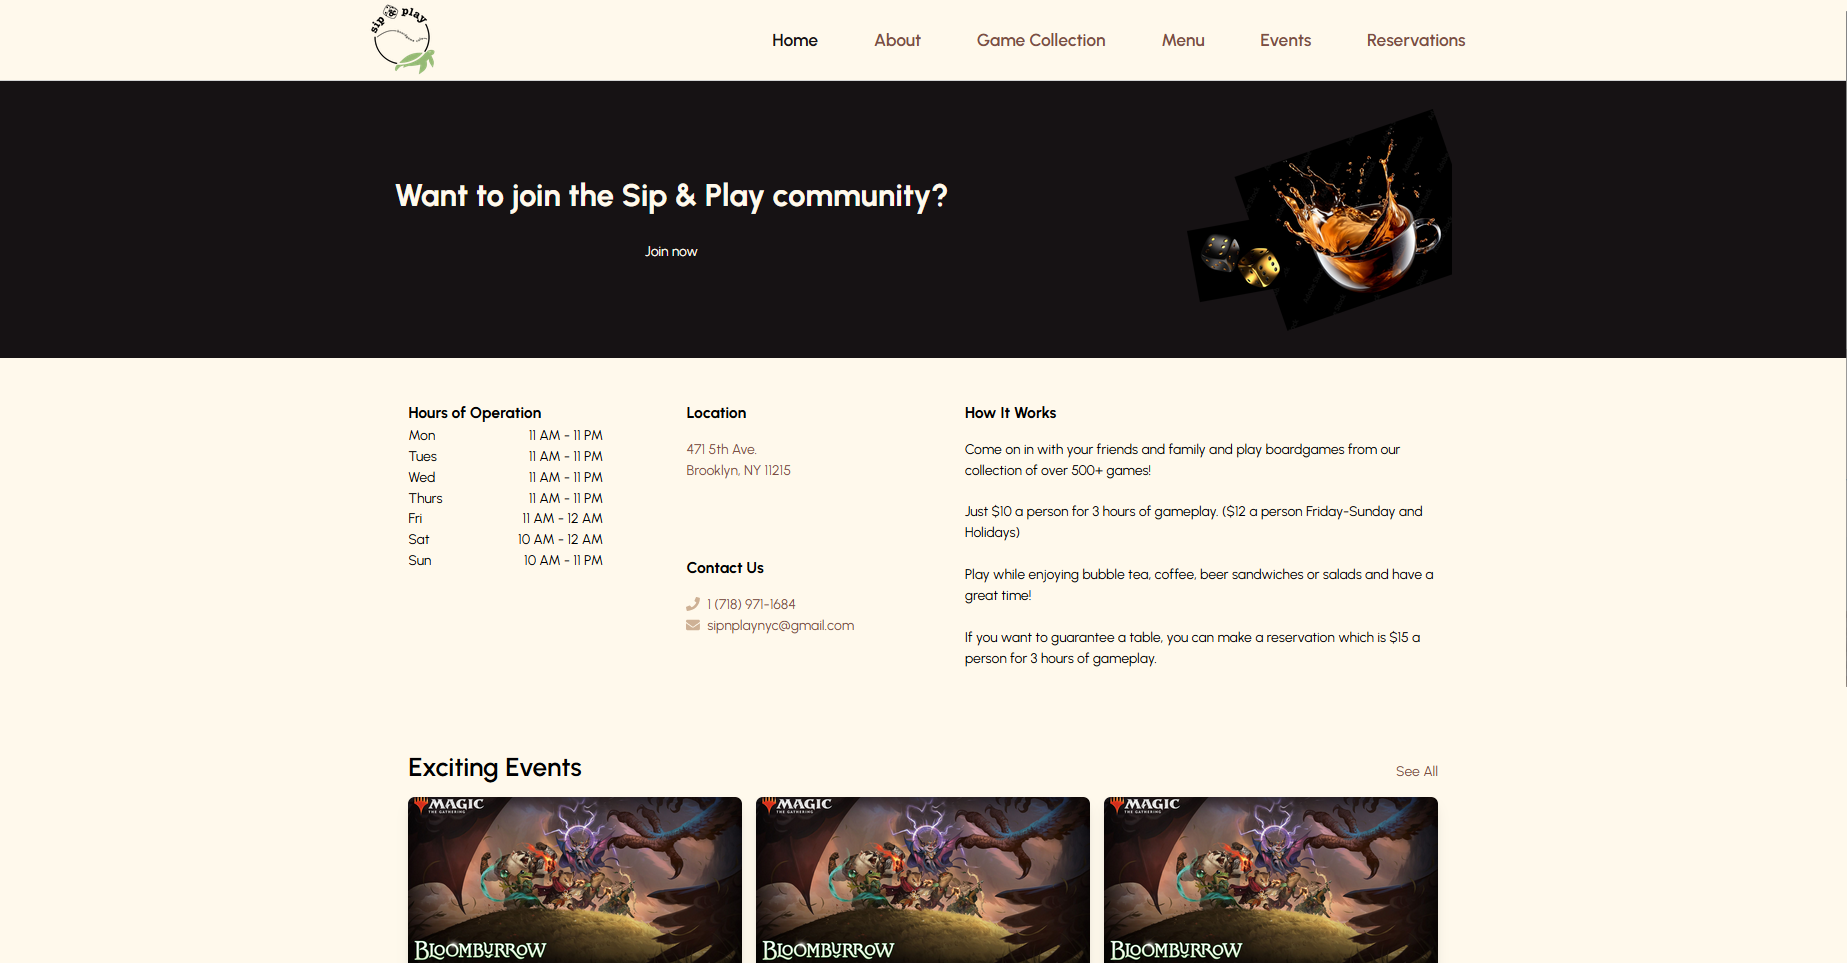 sip & play
Home About Game Collection Menu Events Reservations
Want to join the Sip & Play community?
Join now
Hours of Operation
Mon 11 AM - 11 PM
Tues 11 AM - 11 PM
Wed 11 AM - 11 PM
Thurs 11 AM - 11 PM
Fri 11 AM - 12 AM
Sat 10 AM - 12 AM
Sun 10 AM - 11 PM
Location
471 5th Ave.
Brooklyn, NY 11215
Contact Us
1 (718) 971-1684
sipnplaynyc@gmail.com
How It Works
Come on in with your friends and family and play boardgames from our
collection of over 500+ games!
Just $10 a person for 3 hours of gameplay. ($12 a person Friday-Sunday and
Holidays)
Play while enjoying bubble tea, coffee, beer sandwiches or salads and have a
great time!
If you want to guarantee a table, you can make a reservation which is $15 a
person for 3 hours of gameplay.
Exciting Events
See All
MAGIC
THE GATHERING
BLOOMBURROW
MAGIC
THE GATHERING
BLOOMBURROW
MAGIC
THE GATHERING
BLOOMBURROW